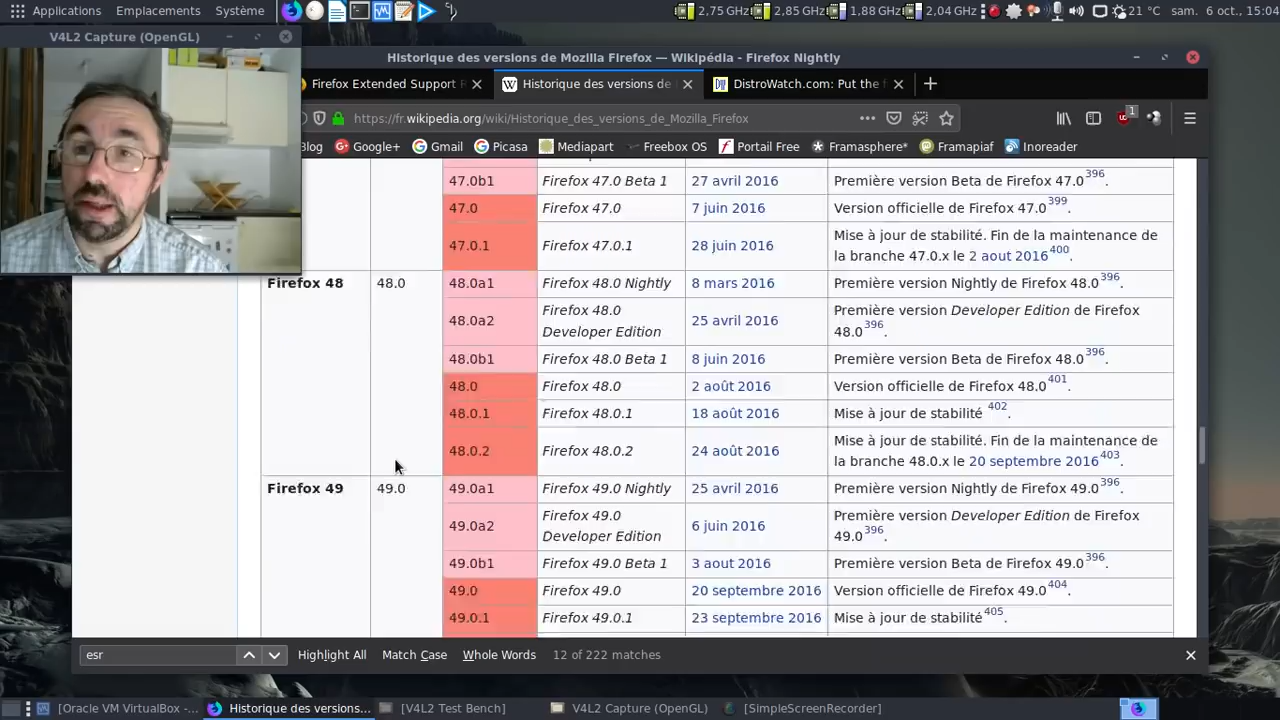 Applications Emplacements Système 2,75 GHz 2,85 GHz 1,88 GHz 2,04 GHz 21 °C sam. 6 oct., 15:04
V4L2 Capture (OpenGL)
Historique des versions de Mozilla Firefox — Wikipédia - Firefox Nightly
Firefox Extended Support R Historique des versions de DistroWatch.com: Put the f
https://fr.wikipedia.org/wiki/Historique_des_versions_de_Mozilla_Firefox 1
Blog Google+ Gmail Picasa Mediapart Freebox OS Portail Free Framasphere* Framapiaf Inoreader
47.0b1 Firefox 47.0 Beta 1 27 avril 2016 Première version Beta de Firefox 47.0396.
47.0 Firefox 47.0 7 juin 2016 Version officielle de Firefox 47.0399.
47.0.1 Firefox 47.0.1 28 juin 2016 Mise à jour de stabilité. Fin de la maintenance de
la branche 47.0.x le 2 aout 2016400.
Firefox 48 48.0 48.0a1 Firefox 48.0 Nightly 8 mars 2016 Première version Nightly de Firefox 48.0396.
48.0a2 Firefox 48.0
Developer Edition 25 avril 2016 Première version Developer Edition de Firefox
48.0396.
48.0b1 Firefox 48.0 Beta 1 8 juin 2016 Première version Beta de Firefox 48.0396.
48.0 Firefox 48.0 2 août 2016 Version officielle de Firefox 48.0401.
48.0.1 Firefox 48.0.1 18 août 2016 Mise à jour de stabilité 402.
48.0.2 Firefox 48.0.2 24 août 2016 Mise à jour de stabilité. Fin de la maintenance de
la branche 48.0.x le 20 septembre 2016403.
Firefox 49 49.0 49.0a1 Firefox 49.0 Nightly 25 avril 2016 Première version Nightly de Firefox 49.0396.
49.0a2 Firefox 49.0
Developer Edition 6 juin 2016 Première version Developer Edition de Firefox
49.0396.
49.0b1 Firefox 49.0 Beta 1 3 aout 2016 Première version Beta de Firefox 49.0396.
49.0 Firefox 49.0 20 septembre 2016 Version officielle de Firefox 49.0404.
49.0.1 Firefox 49.0.1 23 septembre 2016 Mise à jour de stabilité405.
esr Highlight All Match Case Whole Words 12 of 222 matches
[Oracle VM VirtualBox -... Historique des versions... [V4L2 Test Bench] V4L2 Capture (OpenGL) [SimpleScreenRecorder]